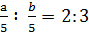 a/5 : b/5 = 2:3